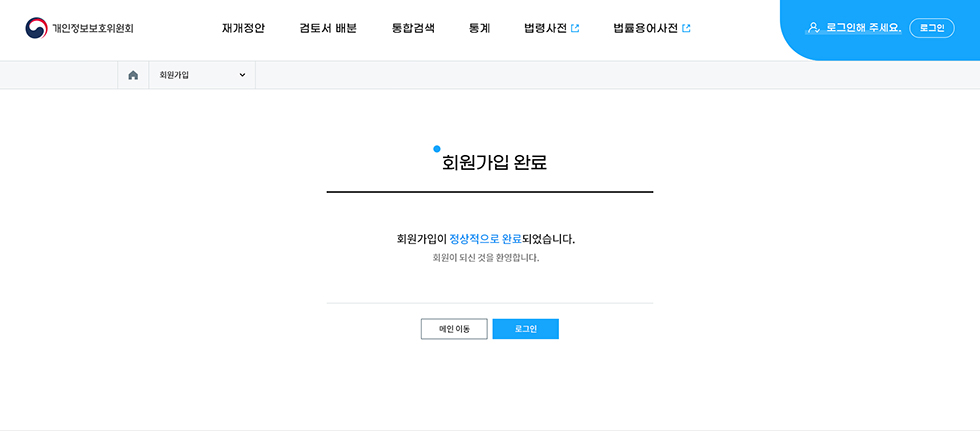 개인정보보호위원회
재개정안 검토서 배분 통합검색 통계 법령사전 법률용어사전
로그인해 주세요. 로그인
회원가입
회원가입 완료
회원가입이 정상적으로 완료되었습니다.
회원이 되신 것을 환영합니다.
메인 이동 로그인